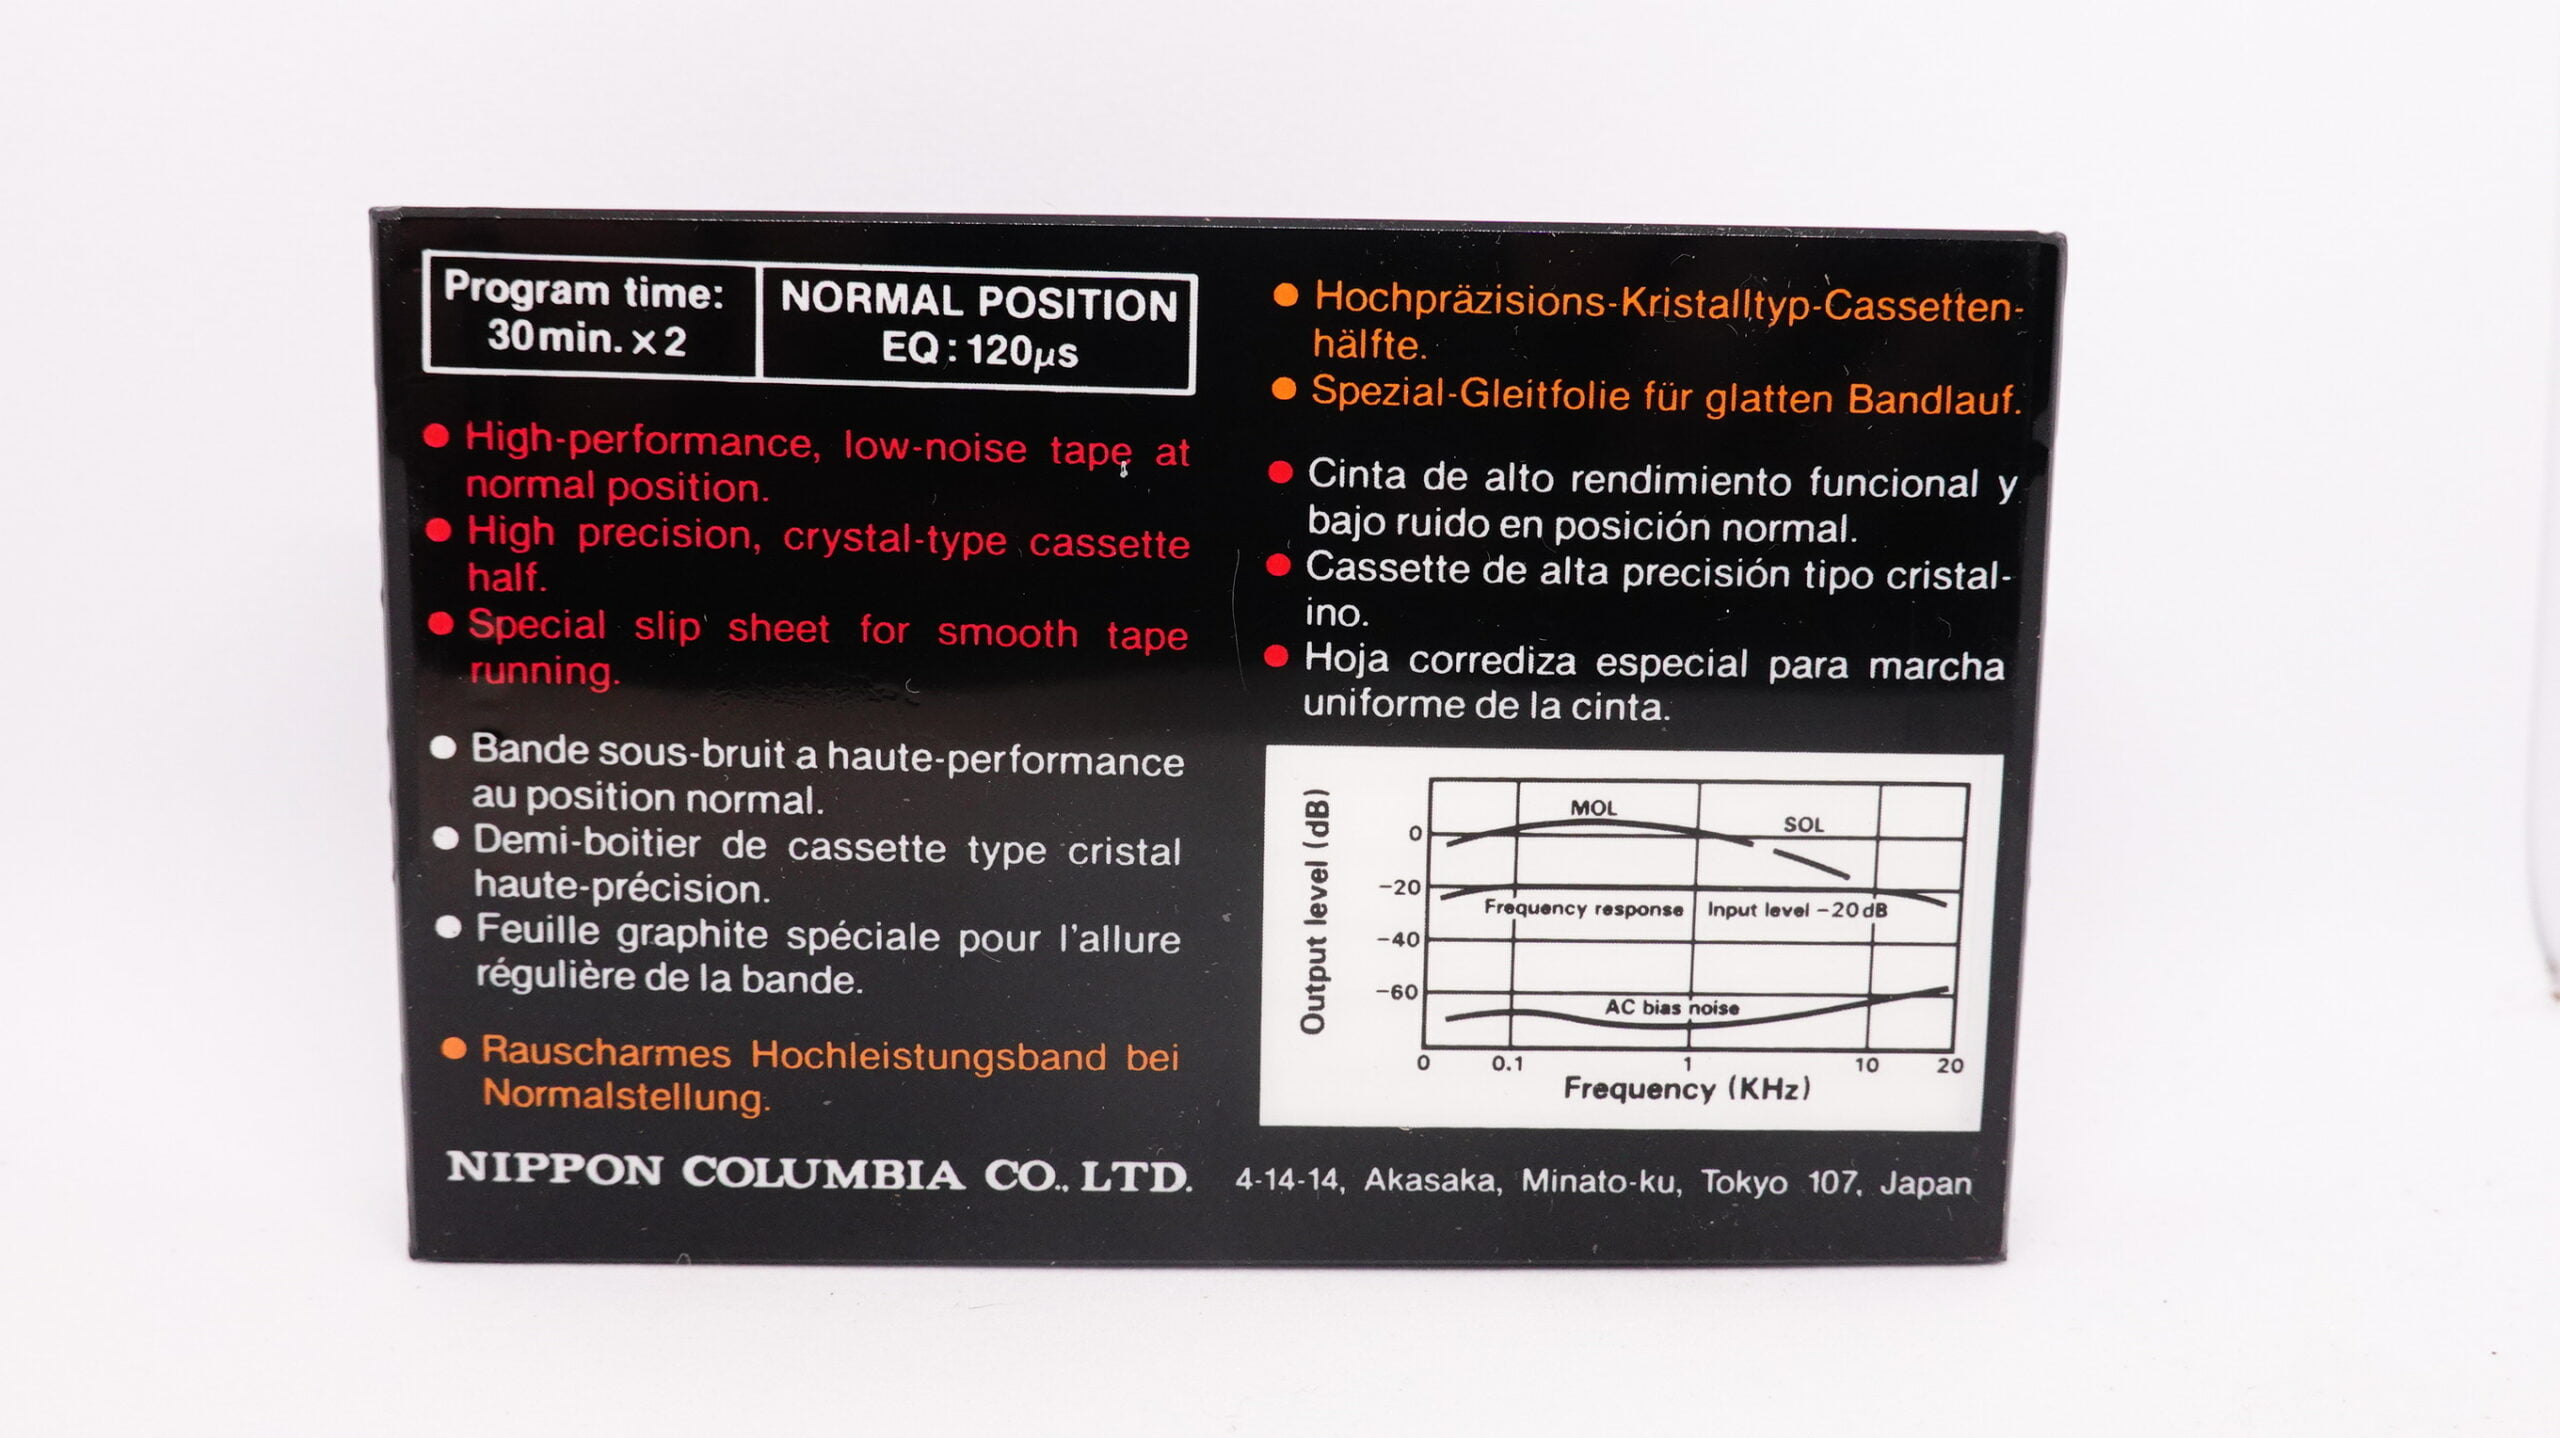 Program time:
30min. x 2
NORMAL POSITION
EQ : 120µs
● High-performance, low-noise tape at
normal position.
● High precision, crystal-type cassette
half.
● Special slip sheet for smooth tape
running.
● Bande sous-bruit a haute-performance
au position normal.
● Demi-boitier de cassette type cristal
haute-précision.
● Feuille graphite spéciale pour l'allure
régulière de la bande.
● Rauscharmes Hochleistungsband bei
Normalstellung.
● Hochpräzisions-Kristalltyp-Cassetten-
hälfte.
● Spezial-Gleitfolie für glatten Bandlauf.
● Cinta de alto rendimiento funcional y
bajo ruido en posición normal.
● Cassette de alta precisión tipo cristal-
ino.
● Hoja corrediza especial para marcha
uniforme de la cinta.
Output level (dB)
MOL
SOL
0
-20
Frequency response Input level -20dB
-40
-60
AC bias noise
0 0.1 1 10 20
Frequency (KHz)
NIPPON COLUMBIA CO., LTD. 4-14-14, Akasaka, Minato-ku, Tokyo 107, Japan